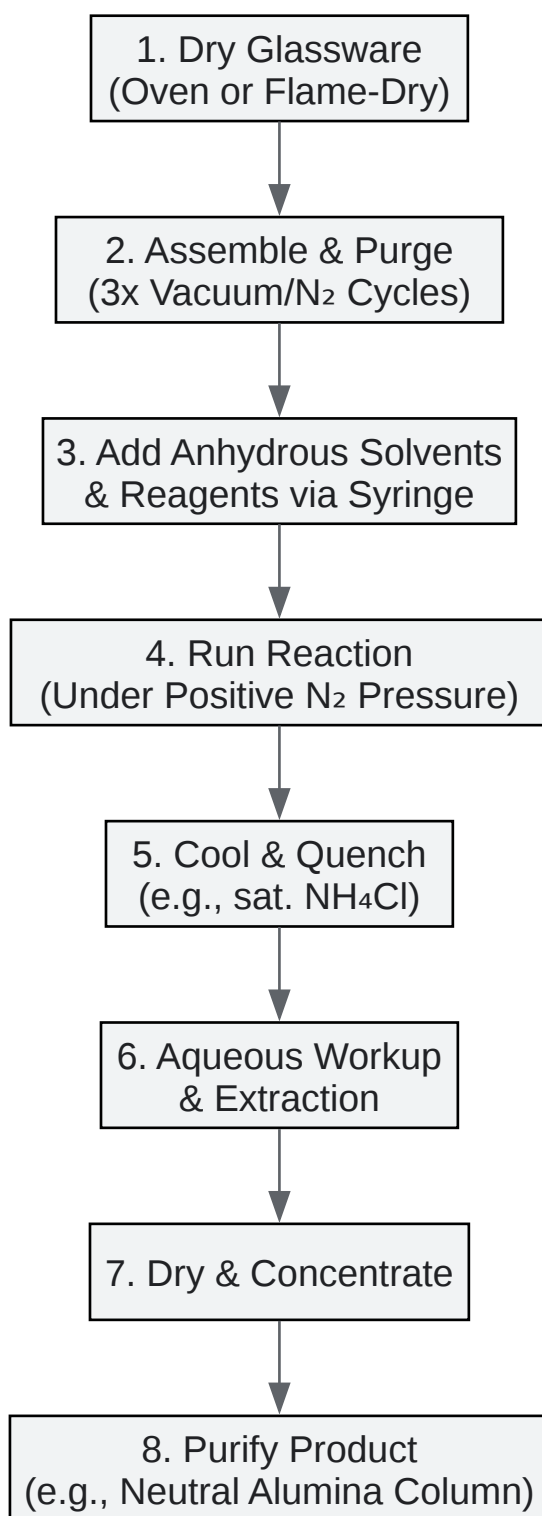 1. Dry Glassware
(Oven or Flame-Dry)
2. Assemble & Purge
(3x Vacuum/N₂ Cycles)
3. Add Anhydrous Solvents
& Reagents via Syringe
4. Run Reaction
(Under Positive N₂ Pressure)
5. Cool & Quench
(e.g., sat. NH₄Cl)
6. Aqueous Workup
& Extraction
7. Dry & Concentrate
8. Purify Product
(e.g., Neutral Alumina Column)